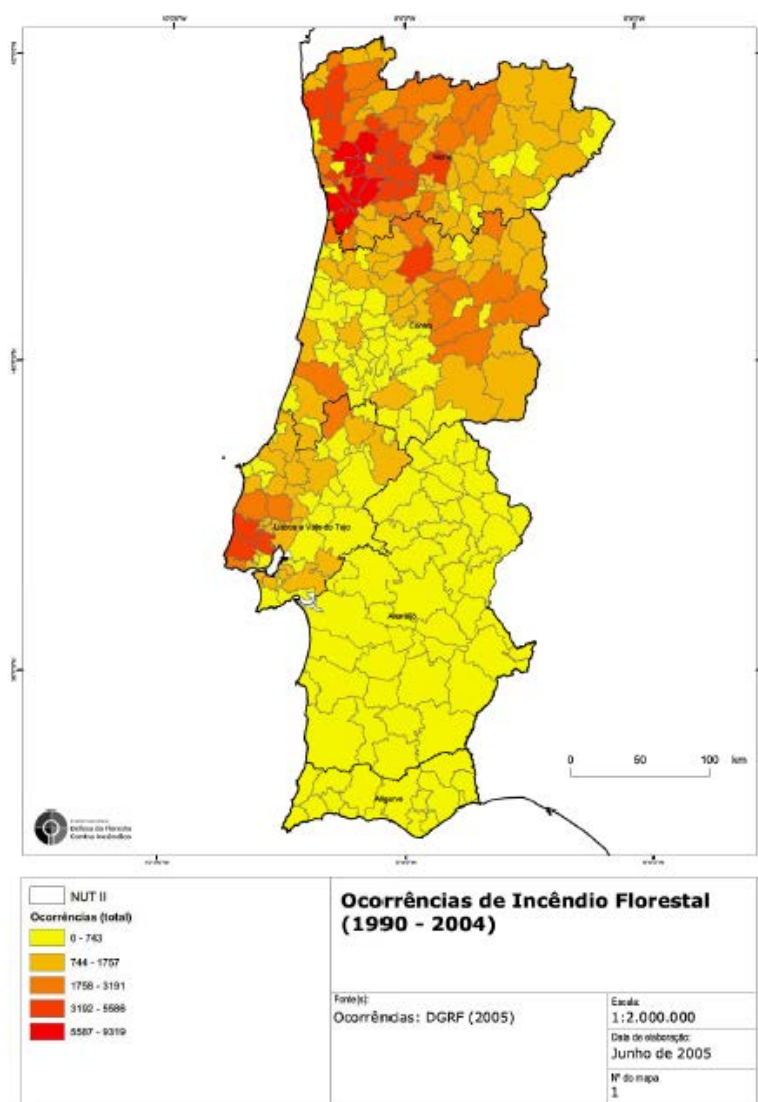 Norte
Centro
Lisboa e Vale do Tejo
Alentejo
Algarve
0 50 100 km
Defesa da Floresta
Contra Incêndios
NUT II
Ocorrências (total)
0 - 743
744 - 1757
1758 - 3191
3192 - 5586
5587 - 9319
Ocorrências de Incêndio Florestal
(1990 - 2004)
Fonte(s):
Ocorrências: DGRF (2005)
Escala:
1:2.000.000
Data de elaboração:
Junho de 2005
Nº do mapa
1